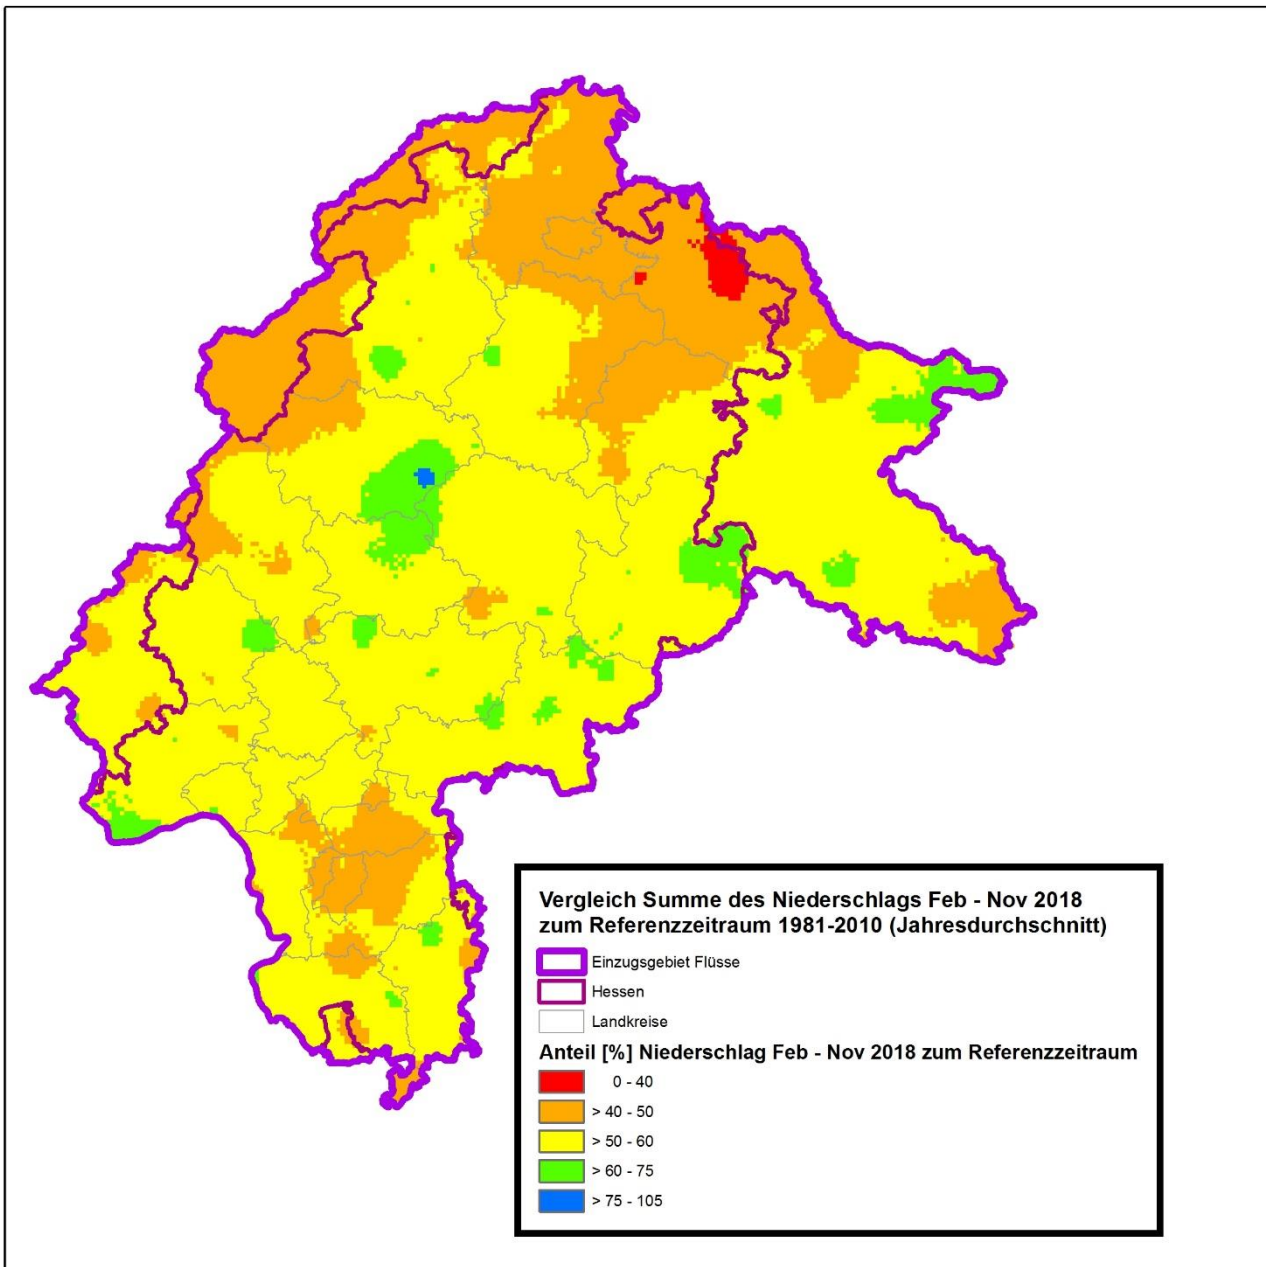 Vergleich Summe des Niederschlags Feb - Nov 2018
zum Referenzzeitraum 1981-2010 (Jahresdurchschnitt)
Einzugsgebiet Flüsse
Hessen
Landkreise
Anteil [%] Niederschlag Feb - Nov 2018 zum Referenzzeitraum
0 - 40
> 40 - 50
> 50 - 60
> 60 - 75
> 75 - 105